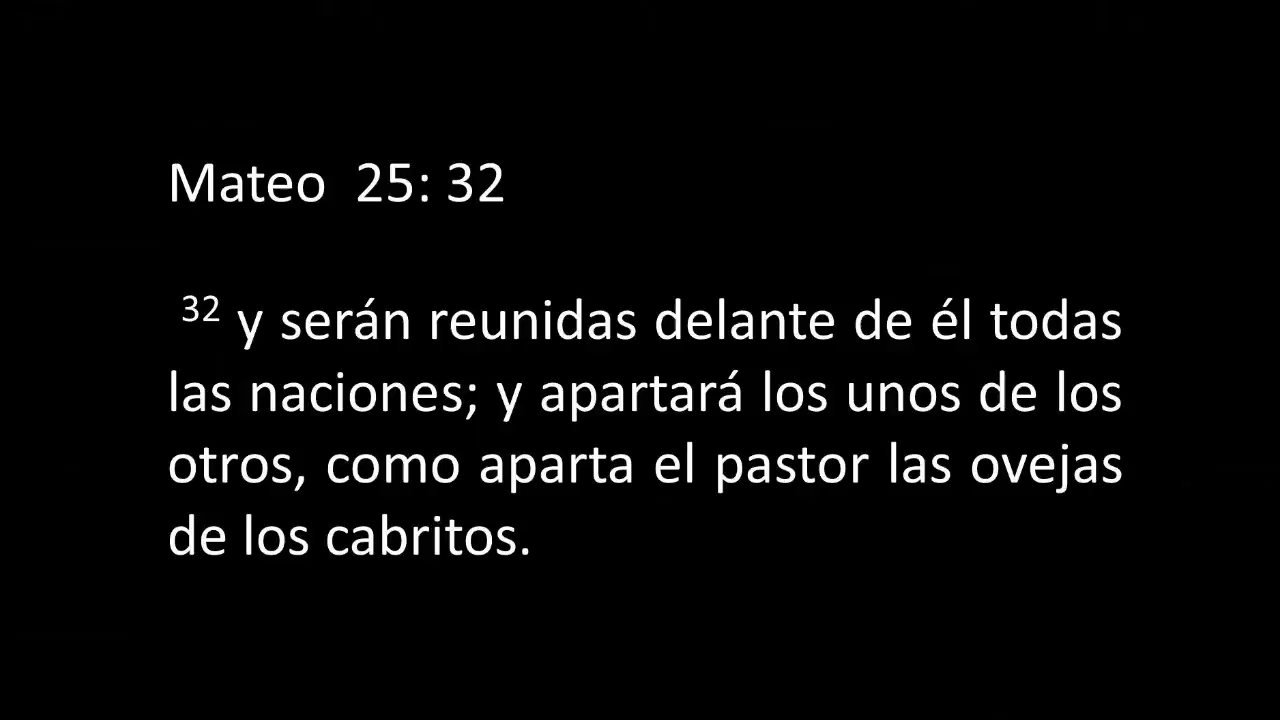 Mateo  25: 32
32 y serán reunidas delante de él todas
las naciones; y apartará los unos de los
otros, como aparta el pastor las ovejas
de los cabritos.